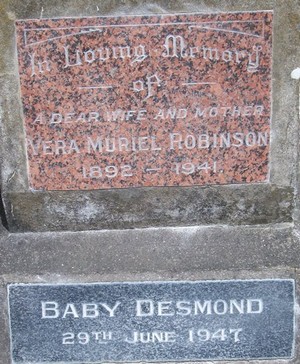 In Loving Memory
OF
A DEAR WIFE AND MOTHER
VERA MURIEL ROBINSON
1892 - 1941.
BABY DESMOND
29TH JUNE 1947